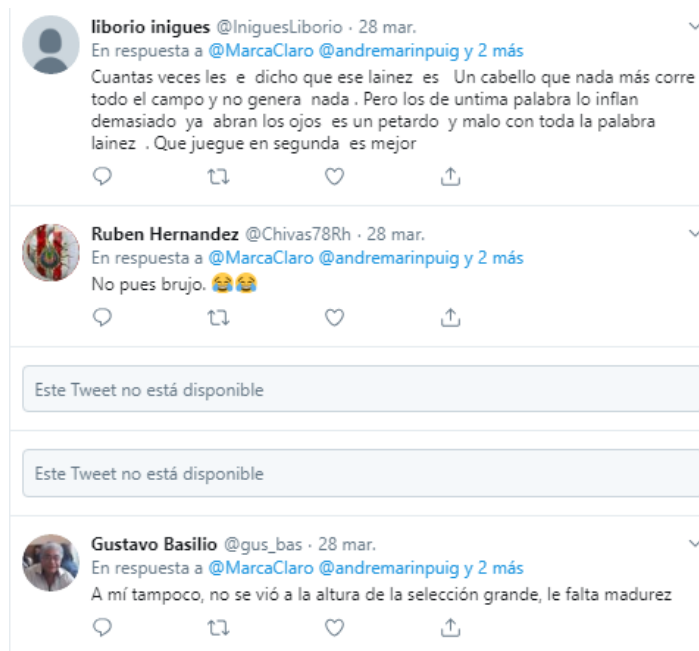 liborio inigues @IniguesLiborio · 28 mar.
En respuesta a @MarcaClaro @andremarinpuig y 2 más
Cuantas veces les e dicho que ese lainez es Un cabello que nada más corre
todo el campo y no genera nada . Pero los de untima palabra lo inflan
demasiado ya abran los ojos es un petardo y malo con toda la palabra
lainez . Que juegue en segunda es mejor
Ruben Hernandez @Chivas78Rh · 28 mar.
En respuesta a @MarcaClaro @andremarinpuig y 2 más
No pues brujo. 😂😂
Este Tweet no está disponible
Este Tweet no está disponible
Gustavo Basilio @gus_bas · 28 mar.
En respuesta a @MarcaClaro @andremarinpuig y 2 más
A mí tampoco, no se vió a la altura de la selección grande, le falta madurez